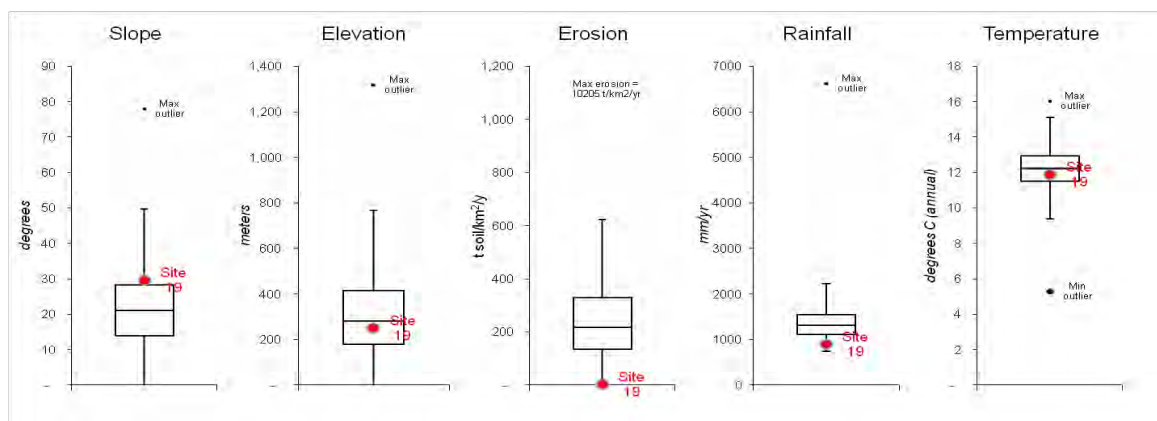 Slope
90
80
70
60
50
40
30
20
10
–
degrees
Max
outlier
Site
19
Elevation
1,400
1,200
1,000
800
600
400
200
–
meters
Max
outlier
Site
19
Erosion
1,200
1,000
800
600
400
200
–
t soil/km²/y
Max erosion =
10205 t/km2/yr
Site
19
Rainfall
7000
6000
5000
4000
3000
2000
1000
0
mm/yr
Max
outlier
Site
19
Temperature
18
16
14
12
10
8
6
4
2
–
degrees C (annual)
Max
outlier
Site
19
Min
outlier